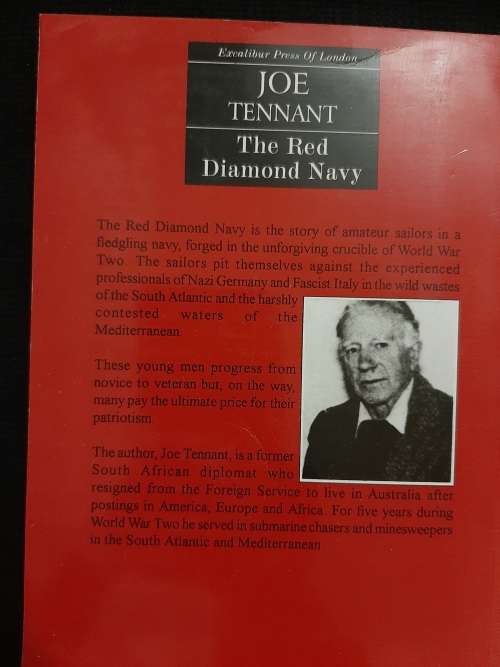 Excalibur Press Of London
JOE
TENNANT
The Red
Diamond Navy
The Red Diamond Navy is the story of amateur sailors in a
fledgling navy, forged in the unforgiving crucible of World War
Two. The sailors pit themselves against the experienced
professionals of Nazi Germany and Fascist Italy in the wild wastes
of the South Atlantic and the harshly
contested waters of the
Mediterranean.
These young men progress from
novice to veteran but, on the way,
many pay the ultimate price for their
patriotism.
The author, Joe Tennant, is a former
South African diplomat who
resigned from the Foreign Service to live in Australia after
postings in America, Europe and Africa. For five years during
World War Two he served in submarine chasers and minesweepers
in the South Atlantic and Mediterranean.